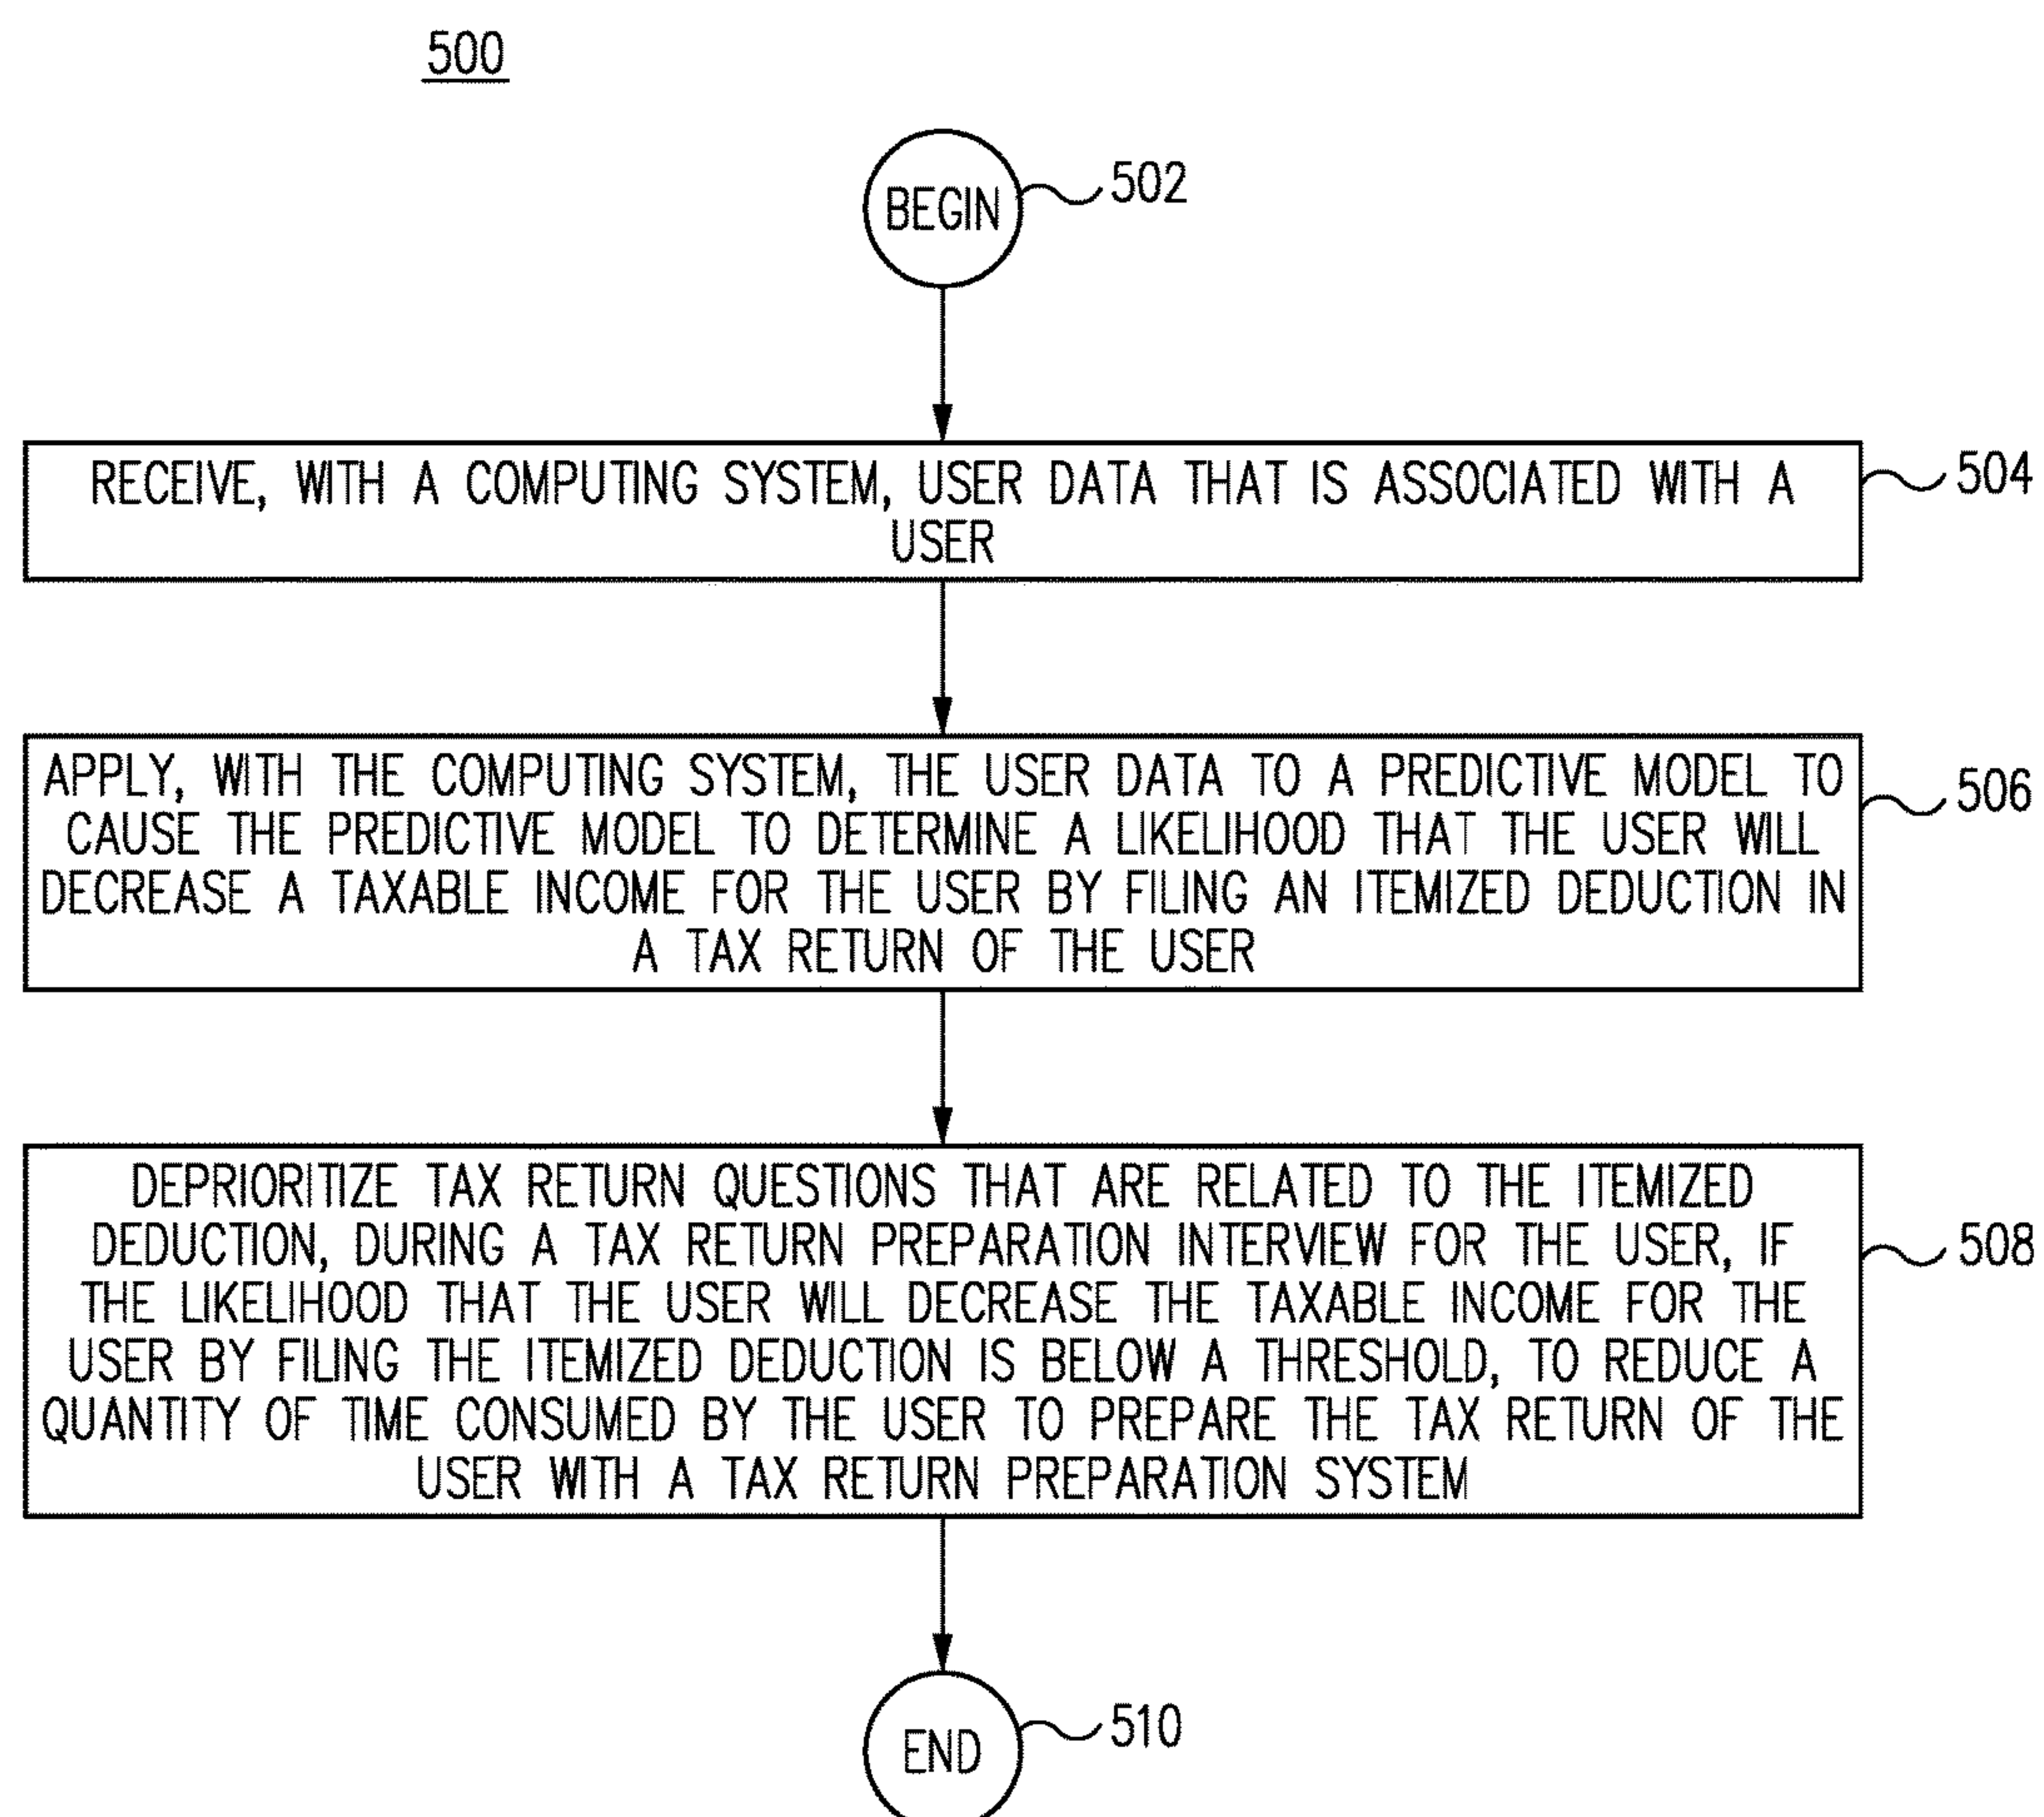 500
BEGIN
502
RECEIVE, WITH A COMPUTING SYSTEM, USER DATA THAT IS ASSOCIATED WITH A
USER
504
APPLY, WITH THE COMPUTING SYSTEM, THE USER DATA TO A PREDICTIVE MODEL TO
CAUSE THE PREDICTIVE MODEL TO DETERMINE A LIKELIHOOD THAT THE USER WILL
DECREASE A TAXABLE INCOME FOR THE USER BY FILING AN ITEMIZED DEDUCTION IN
A TAX RETURN OF THE USER
506
DEPRIORITIZE TAX RETURN QUESTIONS THAT ARE RELATED TO THE ITEMIZED
DEDUCTION, DURING A TAX RETURN PREPARATION INTERVIEW FOR THE USER, IF
THE LIKELIHOOD THAT THE USER WILL DECREASE THE TAXABLE INCOME FOR THE
USER BY FILING THE ITEMIZED DEDUCTION IS BELOW A THRESHOLD, TO REDUCE A
QUANTITY OF TIME CONSUMED BY THE USER TO PREPARE THE TAX RETURN OF THE
USER WITH A TAX RETURN PREPARATION SYSTEM
508
END
510